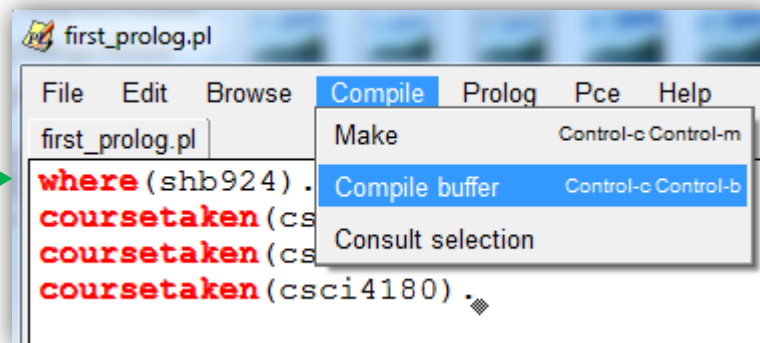 first_prolog.pl
File Edit Browse Compile Prolog Pce Help
first_prolog.pl
Make Control-c Control-m
where(shb924).
Compile buffer Control-c Control-b
coursetaken(cs
Consult selection
coursetaken(cs
coursetaken(csci4180).